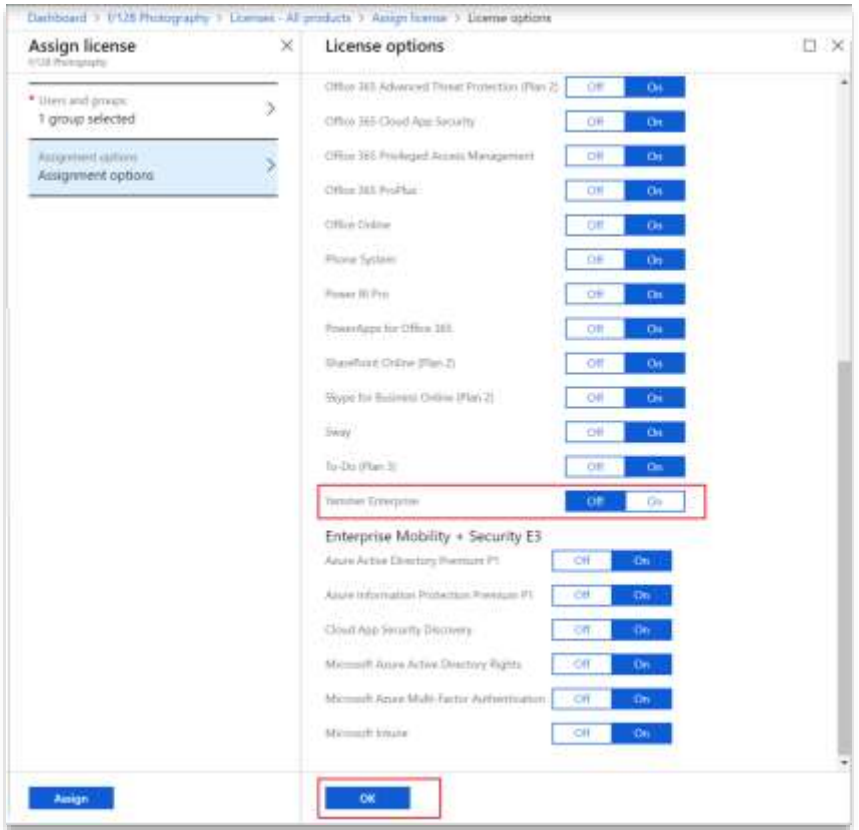 Dashboard > f/128 Photography > Licenses - All products > Assign license > License options
Assign license
f/128 Photography
* Users and groups
1 group selected
Assignment options
Assignment options
Assign
License options
Office 365 Advanced Threat Protection (Plan 2) Off On
Office 365 Cloud App Security Off On
Office 365 Privileged Access Management Off On
Office 365 ProPlus Off On
Office Online Off On
Phone System Off On
Power BI Pro Off On
PowerApps for Office 365 Off On
SharePoint Online (Plan 2) Off On
Skype for Business Online (Plan 2) Off On
Sway Off On
To-Do (Plan 3) Off On
Yammer Enterprise Off On
Enterprise Mobility + Security E3
Azure Active Directory Premium P1 Off On
Azure Information Protection Premium P1 Off On
Cloud App Security Discovery Off On
Microsoft Azure Active Directory Rights Off On
Microsoft Azure Multi-Factor Authentication Off On
Microsoft Intune Off On
OK